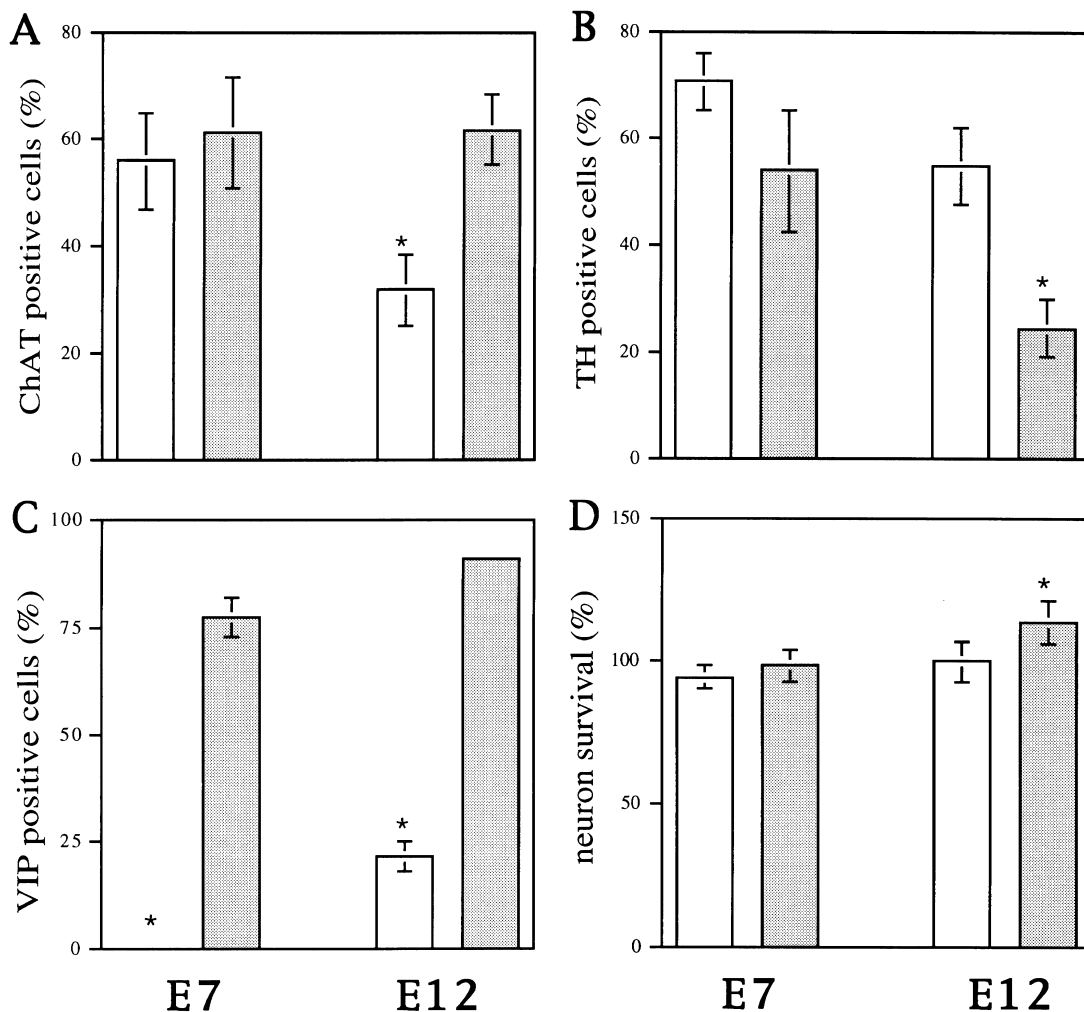 A
ChAT positive cells (%)
80
60
40
20
0
*
B
TH positive cells (%)
80
60
40
20
0
*
C
VIP positive cells (%)
100
75
50
25
0
*
*
E7
E12
D
neuron survival (%)
150
100
50
0
*
E7
E12